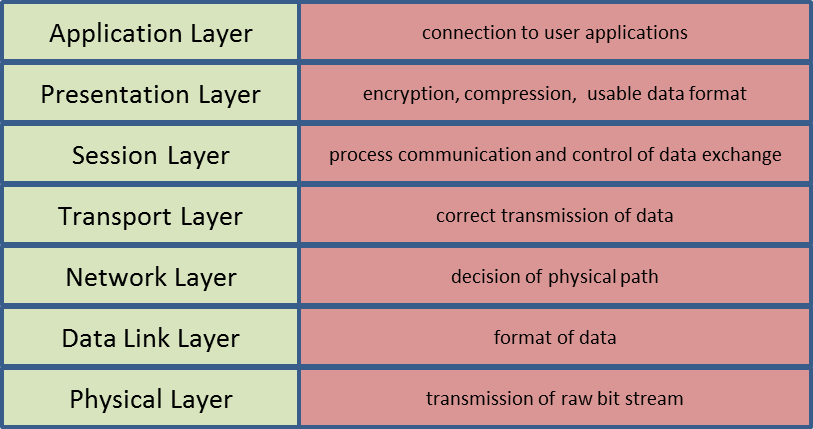 Application Layer
connection to user applications
Presentation Layer
encryption, compression, usable data format
Session Layer
process communication and control of data exchange
Transport Layer
correct transmission of data
Network Layer
decision of physical path
Data Link Layer
format of data
Physical Layer
transmission of raw bit stream